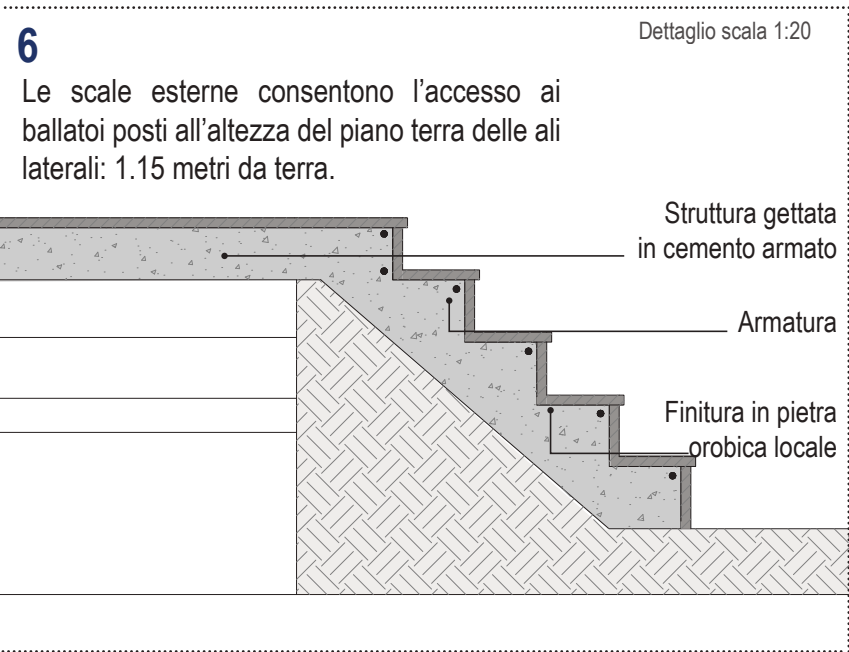 6
Dettaglio scala 1:20
Le scale esterne consentono l’accesso ai
ballatoi posti all’altezza del piano terra delle ali
laterali: 1.15 metri da terra.
Struttura gettata
in cemento armato
Armatura
Finitura in pietra
orobica locale